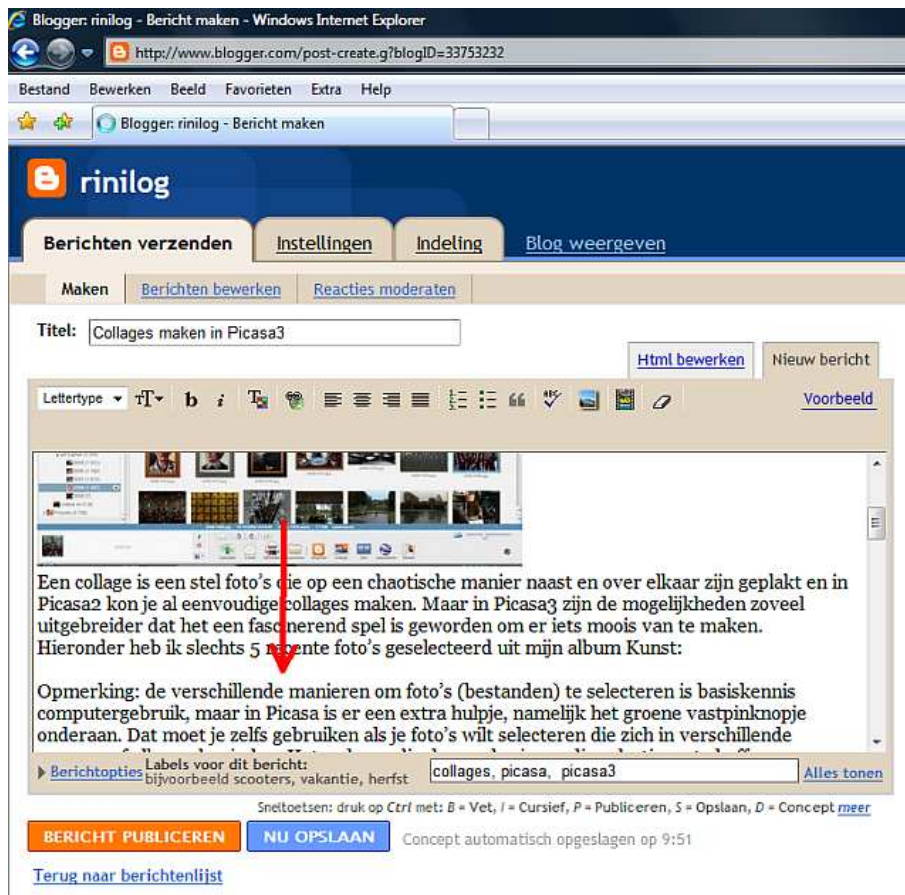 Blogger: rinilog - Bericht maken - Windows Internet Explorer
http://www.blogger.com/post-create.g?blogID=33753232
Bestand Bewerken Beeld Favorieten Extra Help
Blogger: rinilog - Bericht maken
rinilog
Berichten verzenden Instellingen Indeling Blog weergeven
Maken Berichten bewerken Reacties moderaten
Titel: Collages maken in Picasa3
Html bewerken Nieuw bericht
Lettertype b i Voorbeeld
Een collage is een stel foto's die op een chaotische manier naast en over elkaar zijn geplakt en in
Picasa2 kon je al eenvoudige collages maken. Maar in Picasa3 zijn de mogelijkheden zoveel
uitgebreider dat het een fascinerend spel is geworden om er iets moois van te maken.
Hieronder heb ik slechts 5 recente foto's geselecteerd uit mijn album Kunst:
Opmerking: de verschillende manieren om foto's (bestanden) te selecteren is basiskennis
computergebruik, maar in Picasa is er een extra hulpje, namelijk het groene vastpinknopje
onderaan. Dat moet je zelfs gebruiken als je foto's wilt selecteren die zich in verschillende
Berichtopties Labels voor dit bericht:
bijvoorbeeld scooters, vakantie, herfst collages, picasa, picasa3 Alles tonen
Sneltoetsen: druk op Ctrl met: B = Vet, I = Cursief, P = Publiceren, S = Opslaan, D = Concept meer
BERICHT PUBLICEREN NU OPSLAAN Concept automatisch opgeslagen op 9:51
Terug naar berichtenlijst